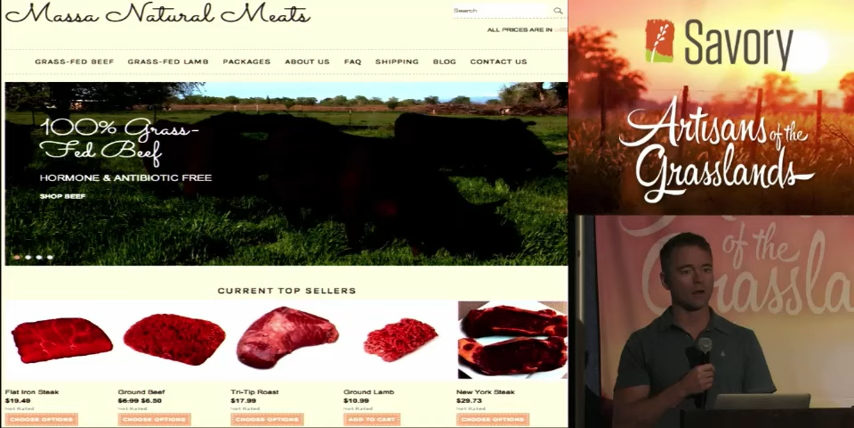 Massa Natural Meats
Search
ALL PRICES ARE IN
GRASS-FED BEEF GRASS-FED LAMB PACKAGES ABOUT US FAQ SHIPPING BLOG CONTACT US
100% Grass-
Fed Beef
HORMONE & ANTIBIOTIC FREE
SHOP BEEF
CURRENT TOP SELLERS
Flat Iron Steak
$19.49
Not Rated
CHOOSE OPTIONS
Ground Beef
$6.99 $6.50
Not Rated
CHOOSE OPTIONS
Tri-Tip Roast
$17.99
Not Rated
CHOOSE OPTIONS
Ground Lamb
$10.99
Not Rated
ADD TO CART
New York Steak
$29.73
Not Rated
CHOOSE OPTIONS
Savory
Artisans of the
Grasslands
of the
Grassla